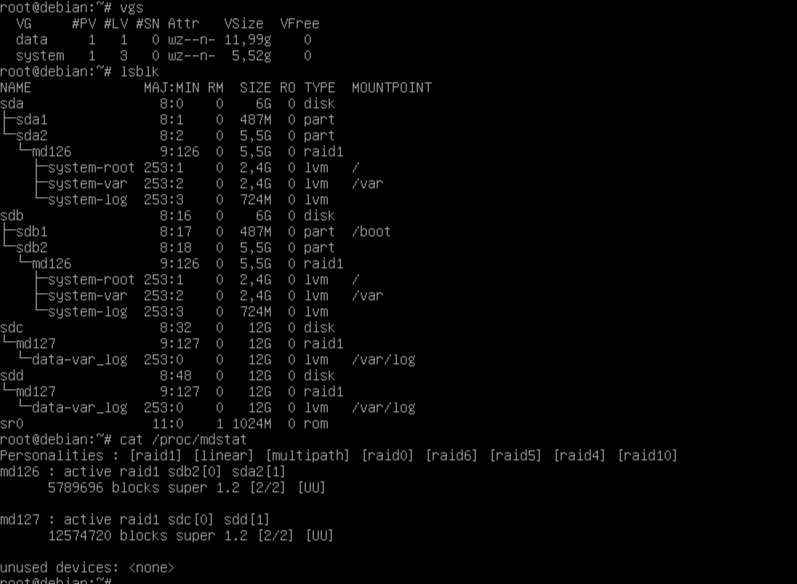 root@debian:~# vgs
  VG     #PV #LV #SN Attr   VSize  VFree
  data     1   1   0 wz--n- 11,99g    0
  system   1   3   0 wz--n-  5,52g    0
root@debian:~# lsblk
NAME              MAJ:MIN RM  SIZE RO TYPE  MOUNTPOINT
sda                 8:0    0    6G  0 disk
├─sda1              8:1    0  487M  0 part
└─sda2              8:2    0  5,5G  0 part
  └─md126           9:126  0  5,5G  0 raid1
    ├─system-root 253:1    0  2,4G  0 lvm   /
    ├─system-var  253:2    0  2,4G  0 lvm   /var
    └─system-log  253:3    0  724M  0 lvm
sdb                 8:16   0    6G  0 disk
├─sdb1              8:17   0  487M  0 part  /boot
└─sdb2              8:18   0  5,5G  0 part
  └─md126           9:126  0  5,5G  0 raid1
    ├─system-root 253:1    0  2,4G  0 lvm   /
    ├─system-var  253:2    0  2,4G  0 lvm   /var
    └─system-log  253:3    0  724M  0 lvm
sdc                 8:32   0   12G  0 disk
└─md127             9:127  0   12G  0 raid1
  └─data-var_log  253:0    0   12G  0 lvm   /var/log
sdd                 8:48   0   12G  0 disk
└─md127             9:127  0   12G  0 raid1
  └─data-var_log  253:0    0   12G  0 lvm   /var/log
sr0                11:0    1 1024M  0 rom
root@debian:~# cat /proc/mdstat
Personalities : [raid1] [linear] [multipath] [raid0] [raid6] [raid5] [raid4] [raid10]
md126 : active raid1 sdb2[0] sda2[1]
      5789696 blocks super 1.2 [2/2] [UU]

md127 : active raid1 sdc[0] sdd[1]
      12574720 blocks super 1.2 [2/2] [UU]

unused devices: <none>
root@debian:~#